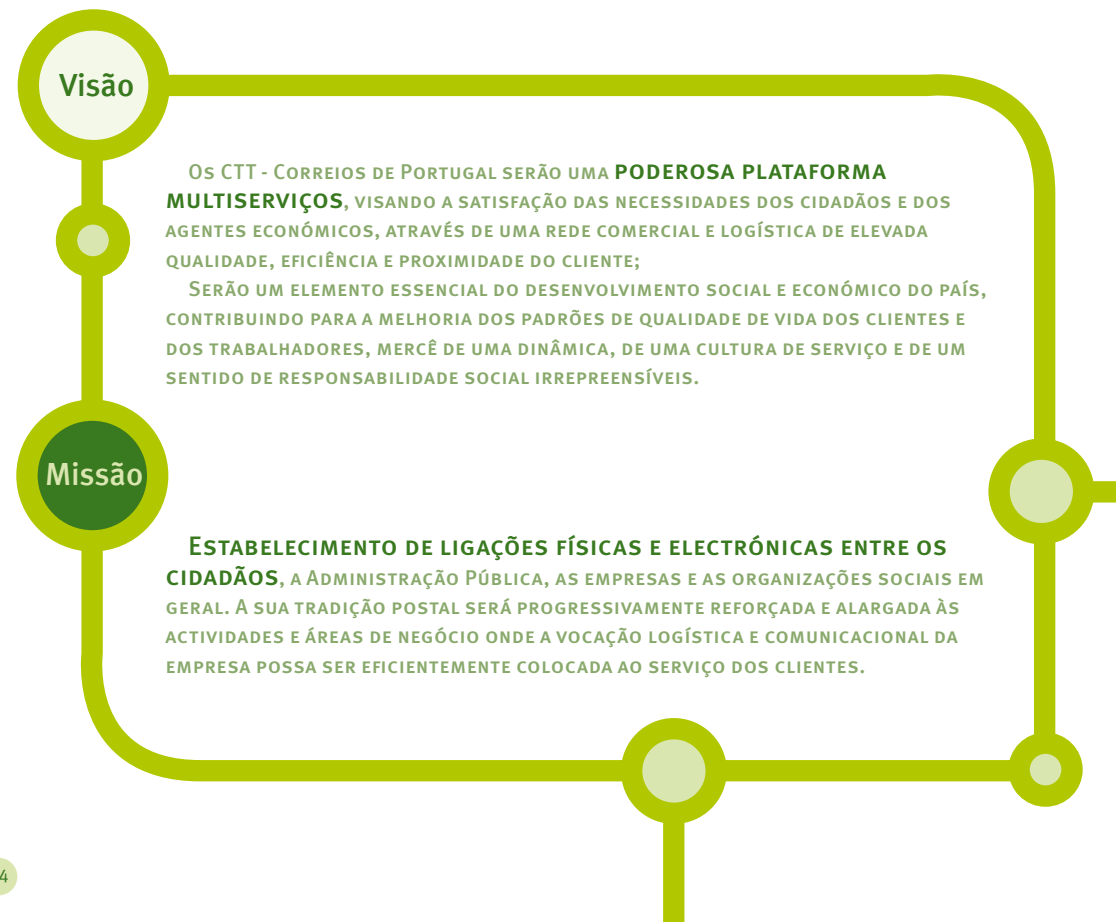 Visão
Os CTT - Correios de Portugal serão uma poderosa plataforma
multiserviços, visando a satisfação das necessidades dos cidadãos e dos
agentes económicos, através de uma rede comercial e logística de elevada
qualidade, eficiência e proximidade do cliente;
Serão um elemento essencial do desenvolvimento social e económico do país,
contribuindo para a melhoria dos padrões de qualidade de vida dos clientes e
dos trabalhadores, mercê de uma dinâmica, de uma cultura de serviço e de um
sentido de responsabilidade social irrepreensíveis.
Missão
Estabelecimento de ligações físicas e electrónicas entre os
cidadãos, a Administração Pública, as empresas e as organizações sociais em
geral. A sua tradição postal será progressivamente reforçada e alargada às
actividades e áreas de negócio onde a vocação logística e comunicacional da
empresa possa ser eficientemente colocada ao serviço dos clientes.
4